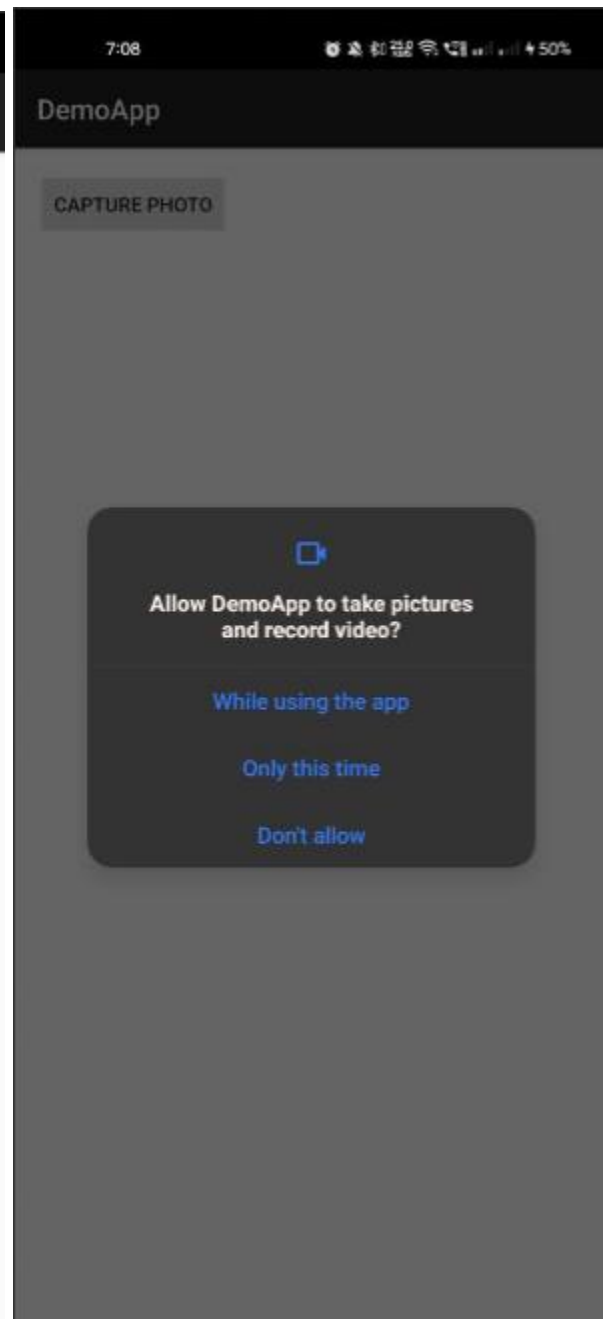 7:08
50%
DemoApp
CAPTURE PHOTO
Allow DemoApp to take pictures
and record video?
While using the app
Only this time
Don't allow